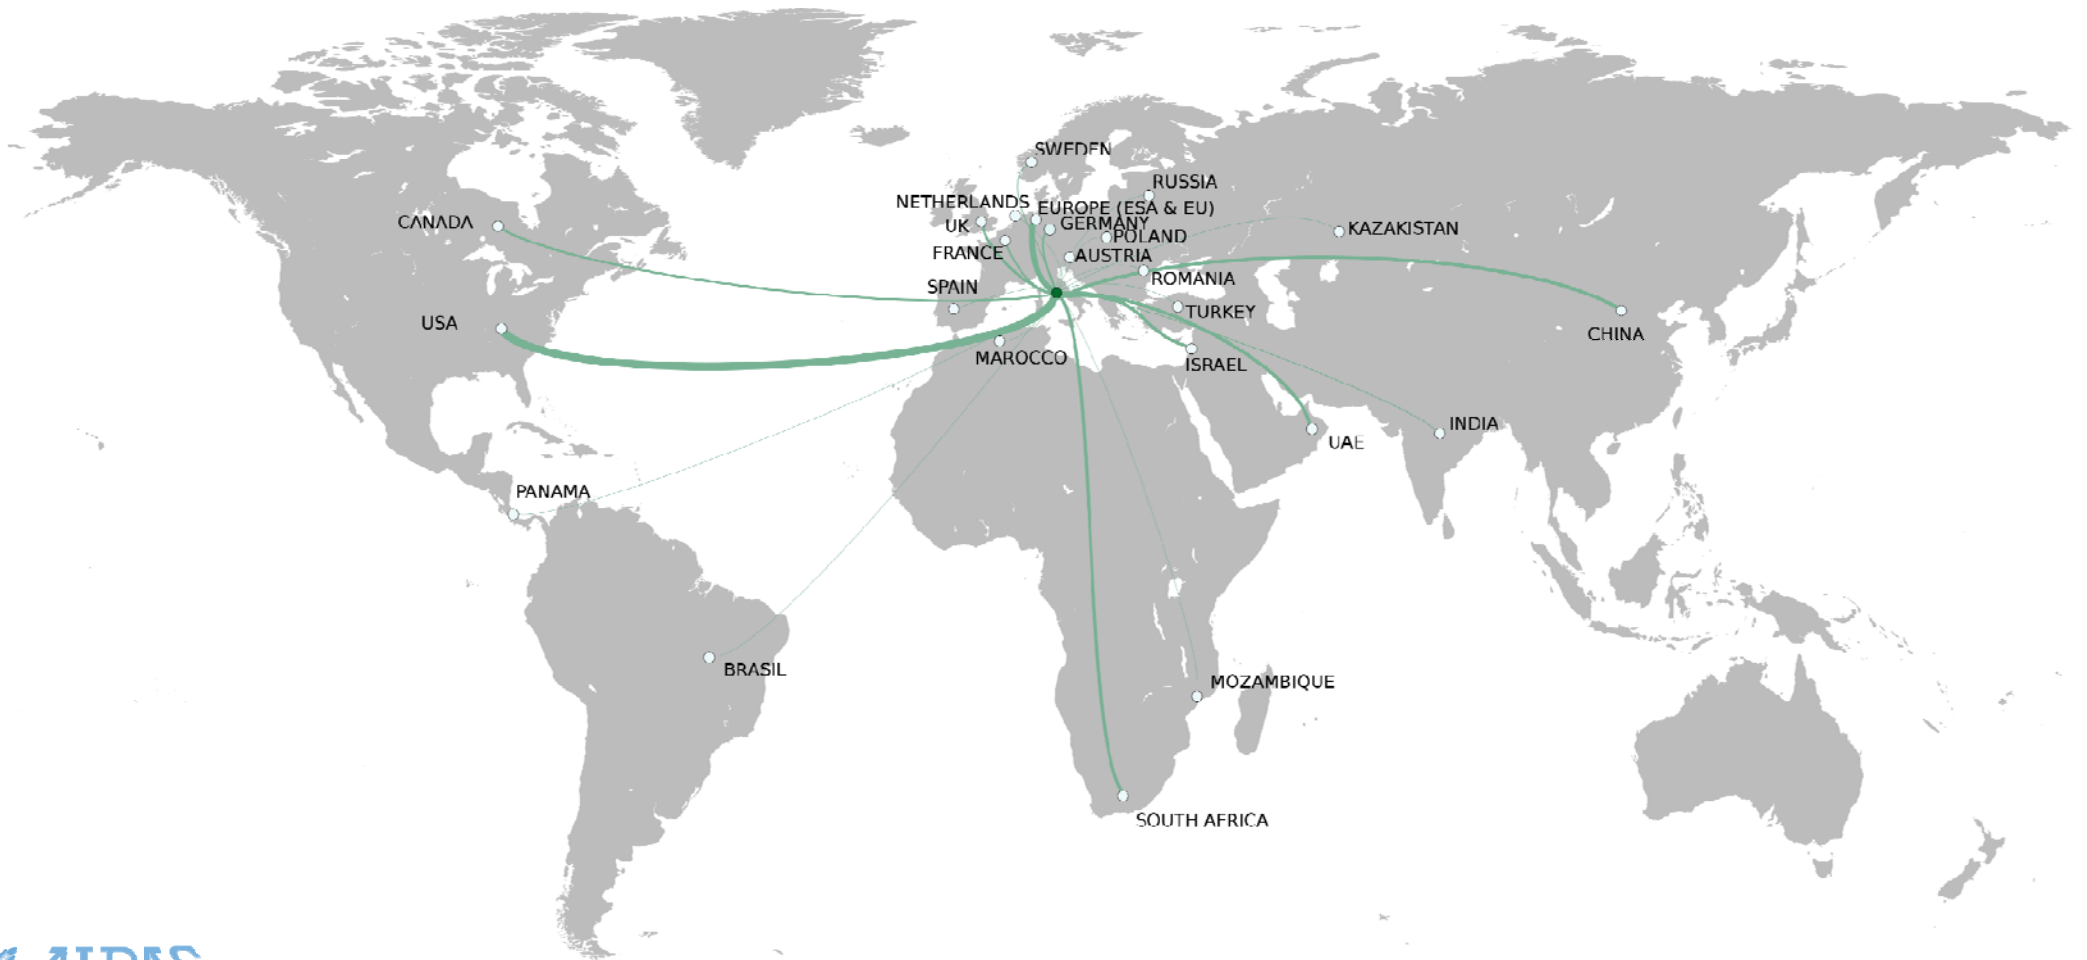 SWEDEN
RUSSIA
NETHERLANDS
EUROPE (ESA & EU)
CANADA
UK
GERMANY
KAZAKISTAN
POLAND
FRANCE
AUSTRIA
ROMANIA
SPAIN
TURKEY
USA
CHINA
MAROCCO
ISRAEL
INDIA
UAE
PANAMA
BRASIL
MOZAMBIQUE
SOUTH AFRICA